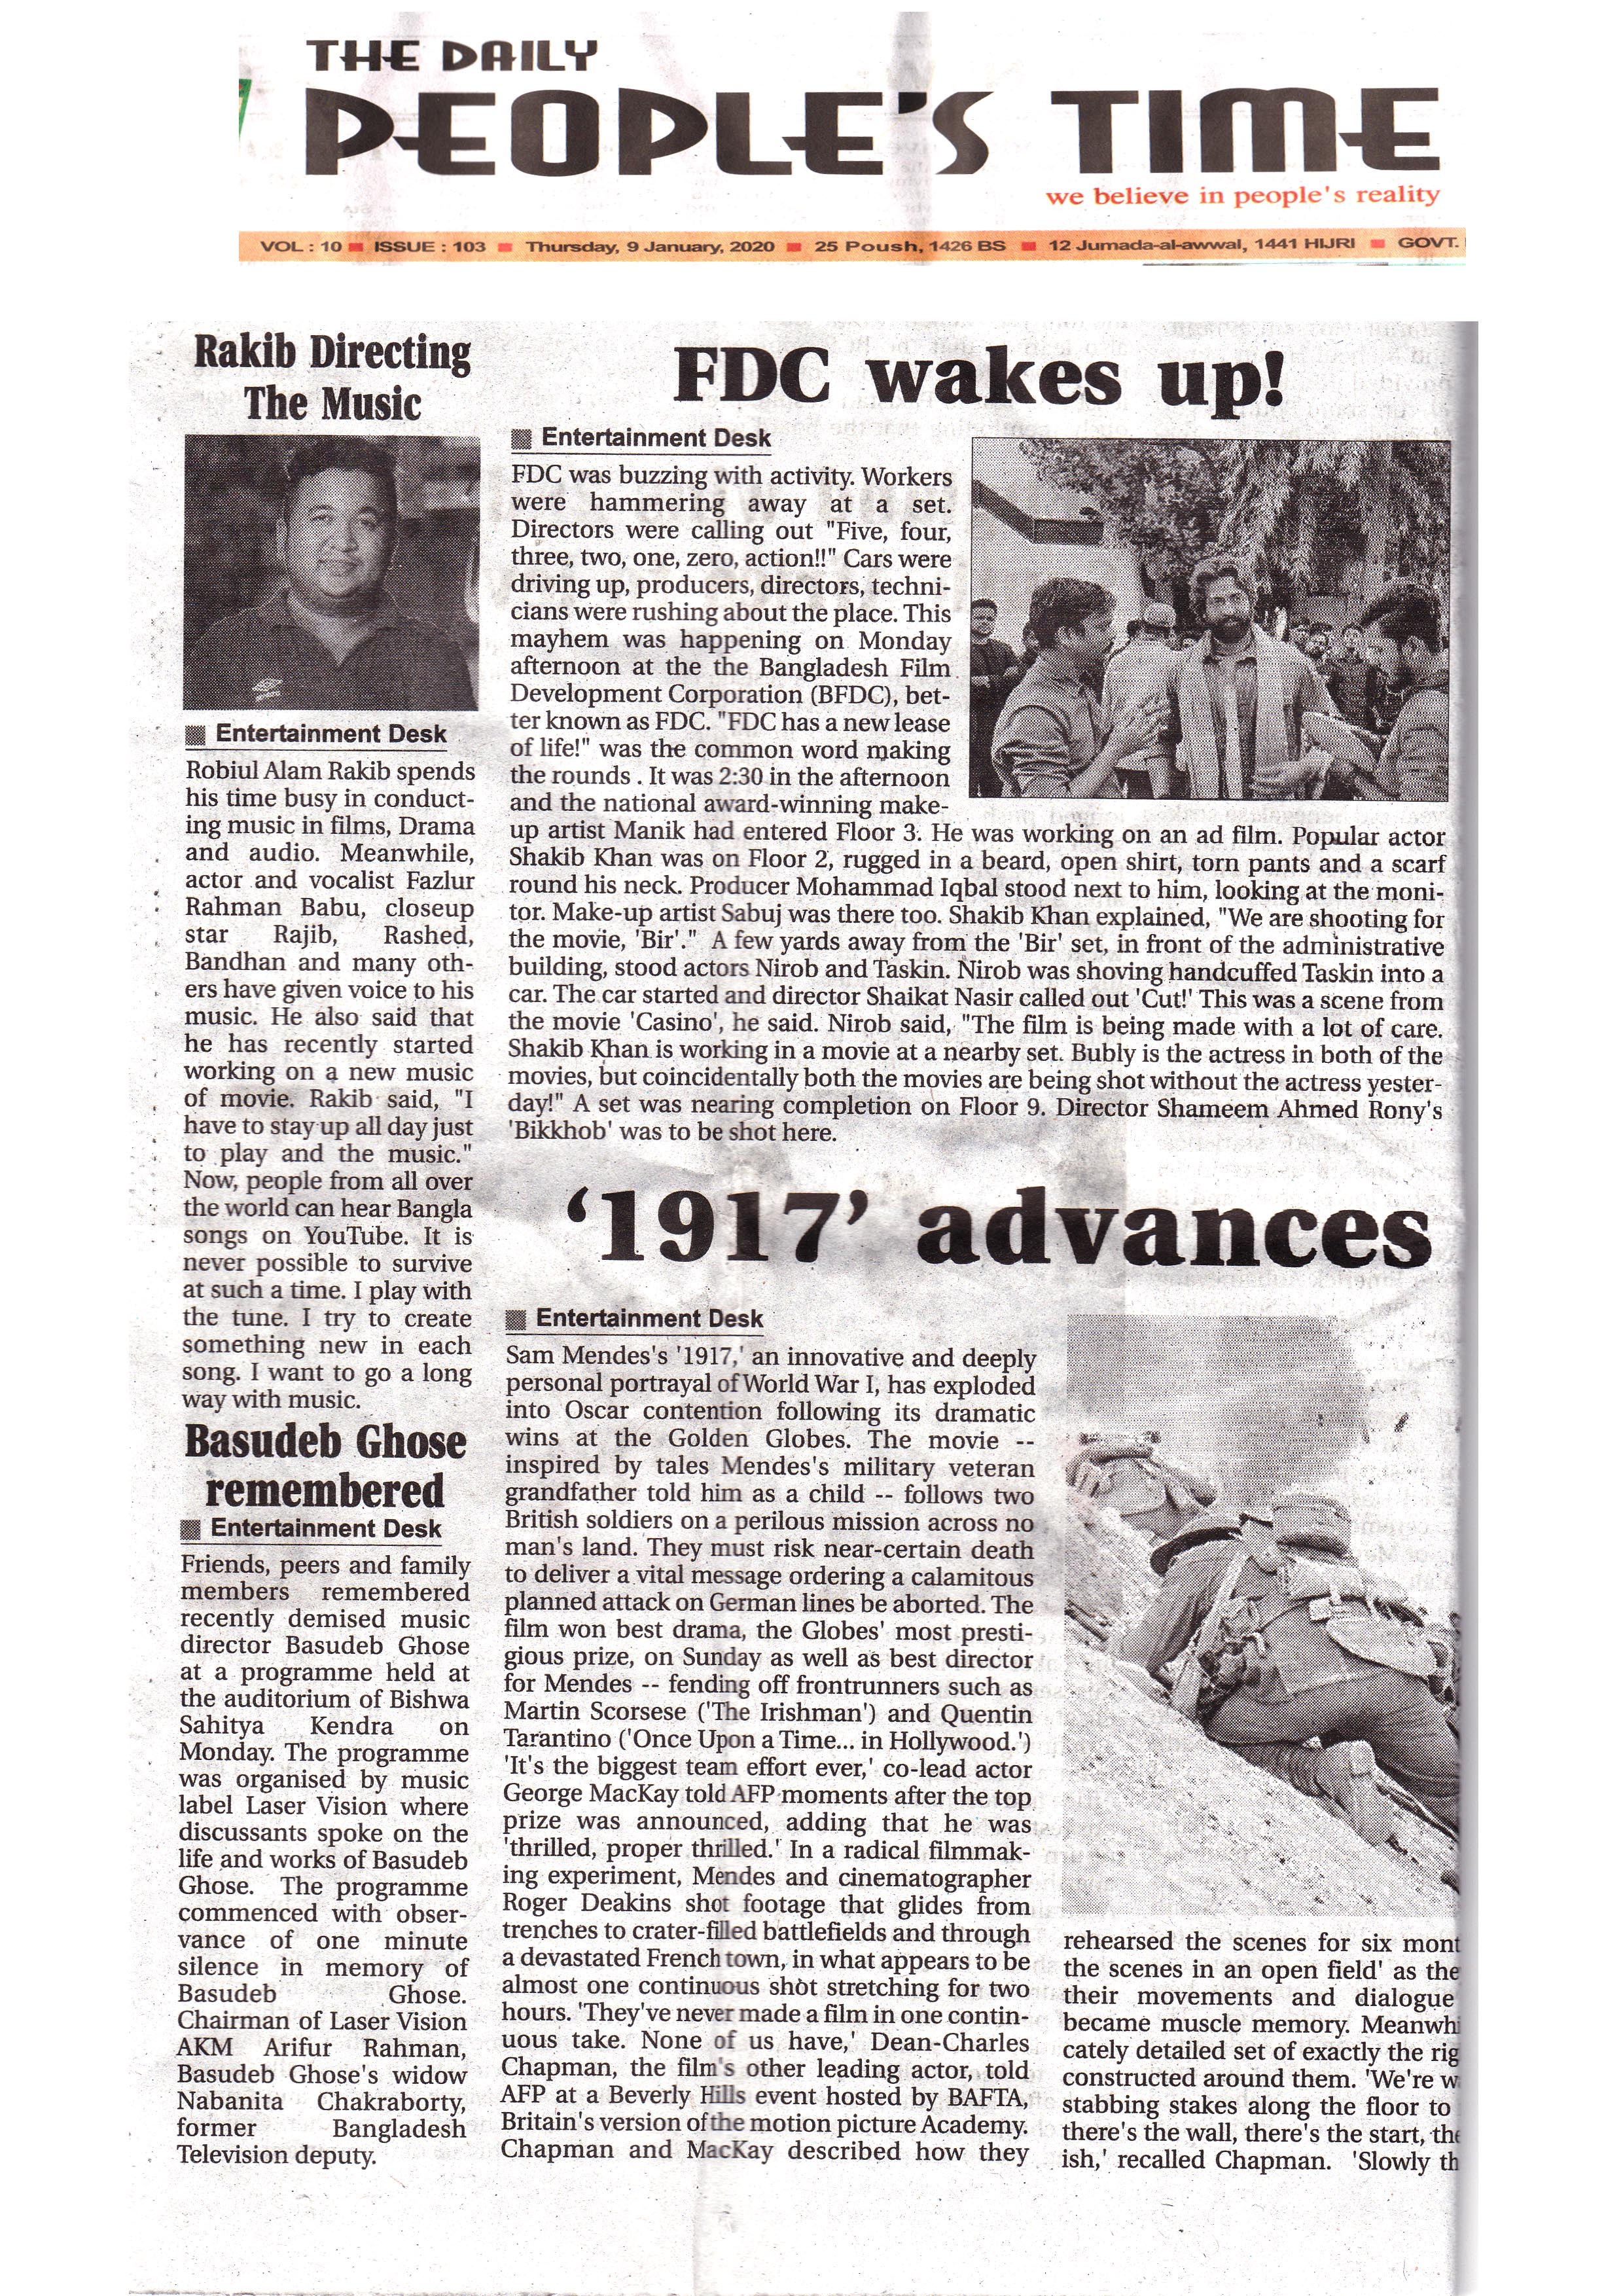 THE DAILY
PEOPLE'S TIME
we believe in people's reality
VOL : 10 ■ ISSUE : 103 ■ Thursday, 9 January, 2020 ■ 25 Poush, 1426 BS ■ 12 Jumada-al-awwal, 1441 HIJRI ■ GOVT.
Rakib Directing
The Music
Entertainment Desk
Robiul Alam Rakib spends
his time busy in conduct-
ing music in films, Drama
and audio. Meanwhile,
actor and vocalist Fazlur
Rahman Babu, closeup
star Rajib, Rashed,
Bandhan and many oth-
ers have given voice to his
music. He also said that
he has recently started
working on a new music
of movie. Rakib said, "I
have to stay up all day just
to play and the music."
Now, people from all over
the world can hear Bangla
songs on YouTube. It is
never possible to survive
at such a time. I play with
the tune. I try to create
something new in each
song. I want to go a long
way with music.
Basudeb Ghose
remembered
Entertainment Desk
Friends, peers and family
members remembered
recently demised music
director Basudeb Ghose
at a programme held at
the auditorium of Bishwa
Sahitya Kendra on
Monday. The programme
was organised by music
label Laser Vision where
discussants spoke on the
life and works of Basudeb
Ghose. The programme
commenced with obser-
vance of one minute
silence in memory of
Basudeb Ghose.
Chairman of Laser Vision
AKM Arifur Rahman,
Basudeb Ghose's widow
Nabanita Chakraborty,
former Bangladesh
Television deputy.
FDC wakes up!
Entertainment Desk
FDC was buzzing with activity. Workers
were hammering away at a set.
Directors were calling out "Five, four,
three, two, one, zero, action!!" Cars were
driving up, producers, directors, techni-
cians were rushing about the place. This
mayhem was happening on Monday
afternoon at the the Bangladesh Film
Development Corporation (BFDC), bet-
ter known as FDC. "FDC has a new lease
of life!" was the common word making
the rounds . It was 2:30 in the afternoon
and the national award-winning make-
up artist Manik had entered Floor 3. He was working on an ad film. Popular actor
Shakib Khan was on Floor 2, rugged in a beard, open shirt, torn pants and a scarf
round his neck. Producer Mohammad Iqbal stood next to him, looking at the moni-
tor. Make-up artist Sabuj was there too. Shakib Khan explained, "We are shooting for
the movie, 'Bir'." A few yards away from the 'Bir' set, in front of the administrative
building, stood actors Nirob and Taskin. Nirob was shoving handcuffed Taskin into a
car. The car started and director Shaikat Nasir called out 'Cut!' This was a scene from
the movie 'Casino', he said. Nirob said, "The film is being made with a lot of care.
Shakib Khan is working in a movie at a nearby set. Bubly is the actress in both of the
movies, but coincidentally both the movies are being shot without the actress yester-
day!" A set was nearing completion on Floor 9. Director Shameem Ahmed Rony's
'Bikkhob' was to be shot here.
'1917' advances
Entertainment Desk
Sam Mendes's '1917,' an innovative and deeply
personal portrayal of World War I, has exploded
into Oscar contention following its dramatic
wins at the Golden Globes. The movie --
inspired by tales Mendes's military veteran
grandfather told him as a child -- follows two
British soldiers on a perilous mission across no
man's land. They must risk near-certain death
to deliver a vital message ordering a calamitous
planned attack on German lines be aborted. The
film won best drama, the Globes' most presti-
gious prize, on Sunday as well as best director
for Mendes -- fending off frontrunners such as
Martin Scorsese ('The Irishman') and Quentin
Tarantino ('Once Upon a Time... in Hollywood.')
'It's the biggest team effort ever,' co-lead actor
George MacKay told AFP moments after the top
prize was announced, adding that he was
'thrilled, proper thrilled.' In a radical filmmak-
ing experiment, Mendes and cinematographer
Roger Deakins shot footage that glides from
trenches to crater-filled battlefields and through
a devastated French town, in what appears to be
almost one continuous shot stretching for two
hours. 'They've never made a film in one contin-
uous take. None of us have,' Dean-Charles
Chapman, the film's other leading actor, told
AFP at a Beverly Hills event hosted by BAFTA,
Britain's version of the motion picture Academy.
Chapman and MacKay described how they
rehearsed the scenes for six mont
the scenes in an open field' as the
their movements and dialogue
became muscle memory. Meanwhi
cately detailed set of exactly the rig
constructed around them. 'We're w
stabbing stakes along the floor to
there's the wall, there's the start, the
ish,' recalled Chapman. 'Slowly th